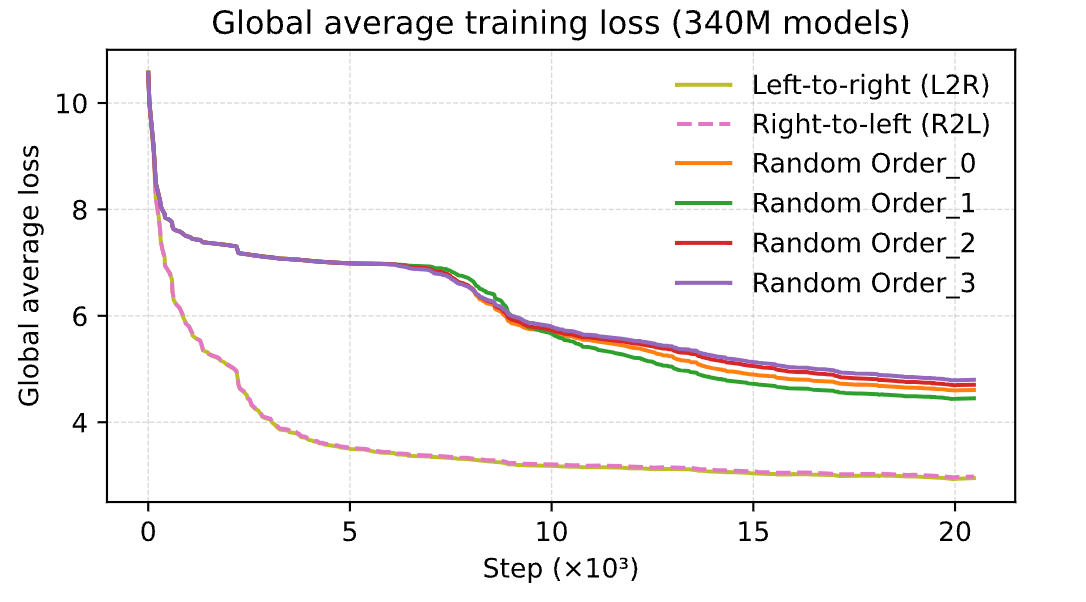 Global average training loss (340M models)
Global average loss
10
8
6
4
Left-to-right (L2R)
Right-to-left (R2L)
Random Order_0
Random Order_1
Random Order_2
Random Order_3
0
5
10
15
20
Step (×10³)